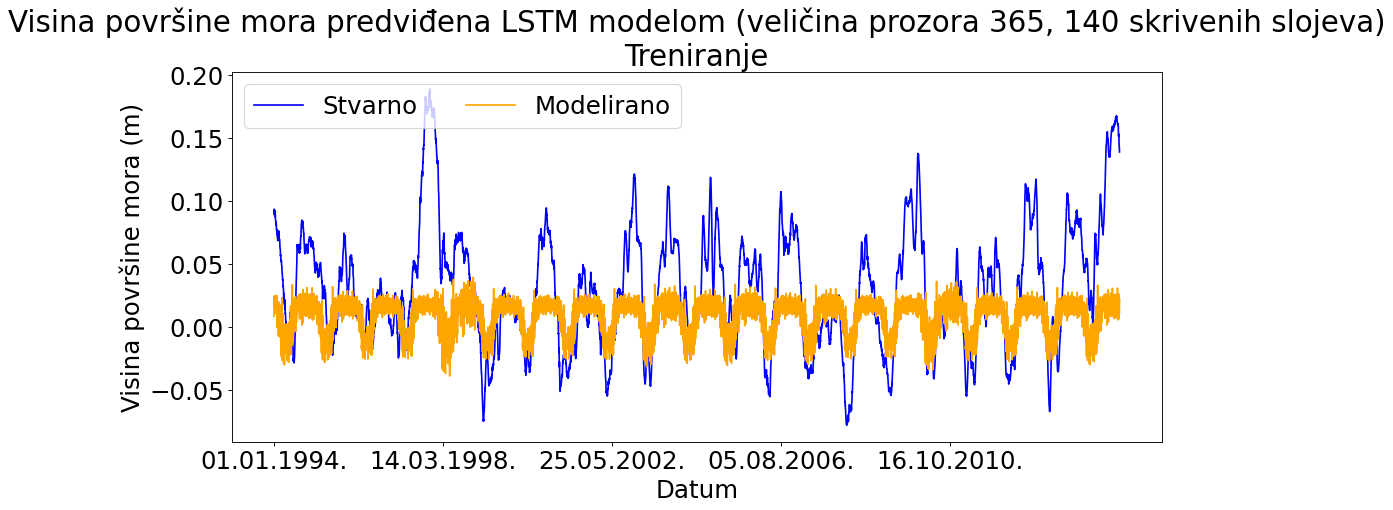 Visina površine mora predviđena LSTM modelom (veličina prozora 365, 140 skrivenih slojeva)
Treniranje
Stvarno
Modelirano
Visina površine mora (m)
0.20
0.15
0.10
0.05
0.00
−0.05
01.01.1994.
14.03.1998.
25.05.2002.
05.08.2006.
16.10.2010.
Datum